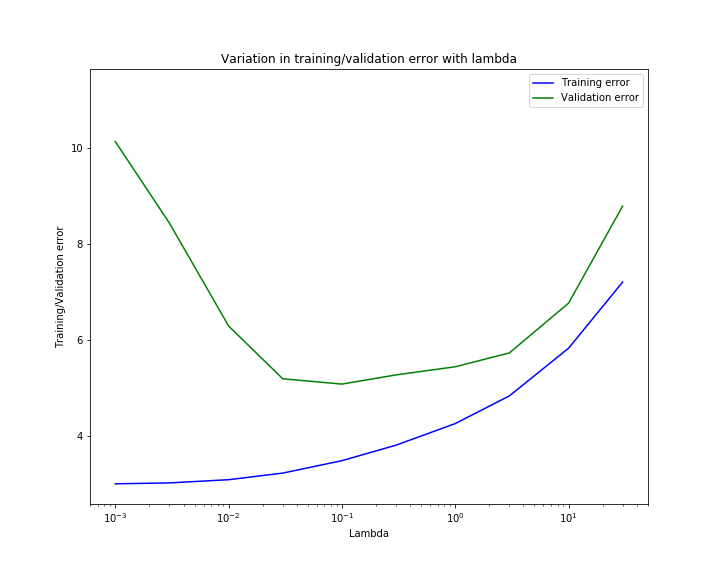 Variation in training/validation error with lambda
Training error
Validation error
Training/Validation error
10
8
6
4
10⁻³
10⁻²
10⁻¹
10⁰
10¹
Lambda